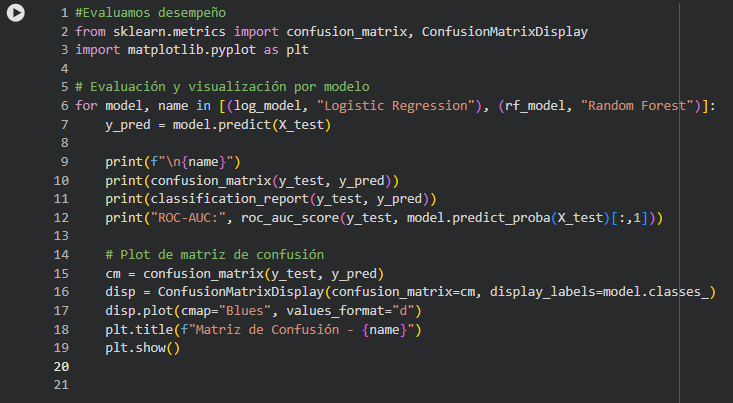 1 #Evaluamos desempeño
2 from sklearn.metrics import confusion_matrix, ConfusionMatrixDisplay
3 import matplotlib.pyplot as plt
4
5 # Evaluación y visualización por modelo
6 for model, name in [(log_model, "Logistic Regression"), (rf_model, "Random Forest")]:
7     y_pred = model.predict(X_test)
8
9     print(f"\n{name}")
10     print(confusion_matrix(y_test, y_pred))
11     print(classification_report(y_test, y_pred))
12     print("ROC-AUC:", roc_auc_score(y_test, model.predict_proba(X_test)[:,1]))
13
14     # Plot de matriz de confusión
15     cm = confusion_matrix(y_test, y_pred)
16     disp = ConfusionMatrixDisplay(confusion_matrix=cm, display_labels=model.classes_)
17     disp.plot(cmap="Blues", values_format="d")
18     plt.title(f"Matriz de Confusión - {name}")
19     plt.show()
20
21